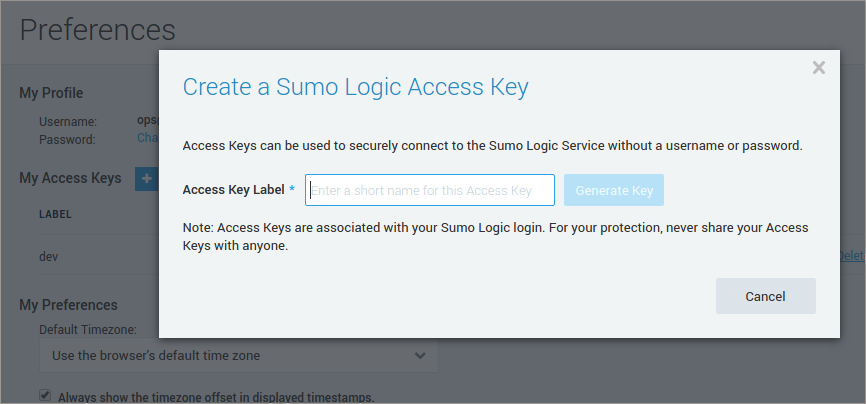 Preferences
Create a Sumo Logic Access Key
My Profile
Username: ops
Password: Cha
Access Keys can be used to securely connect to the Sumo Logic Service without a username or password.
My Access Keys +
Access Key Label * Enter a short name for this Access Key Generate Key
LABEL
Note: Access Keys are associated with your Sumo Logic login. For your protection, never share your Access
Keys with anyone.
dev Delet
Cancel
My Preferences
Default Timezone:
Use the browser's default time zone
Always show the timezone offset in displayed timestamps.